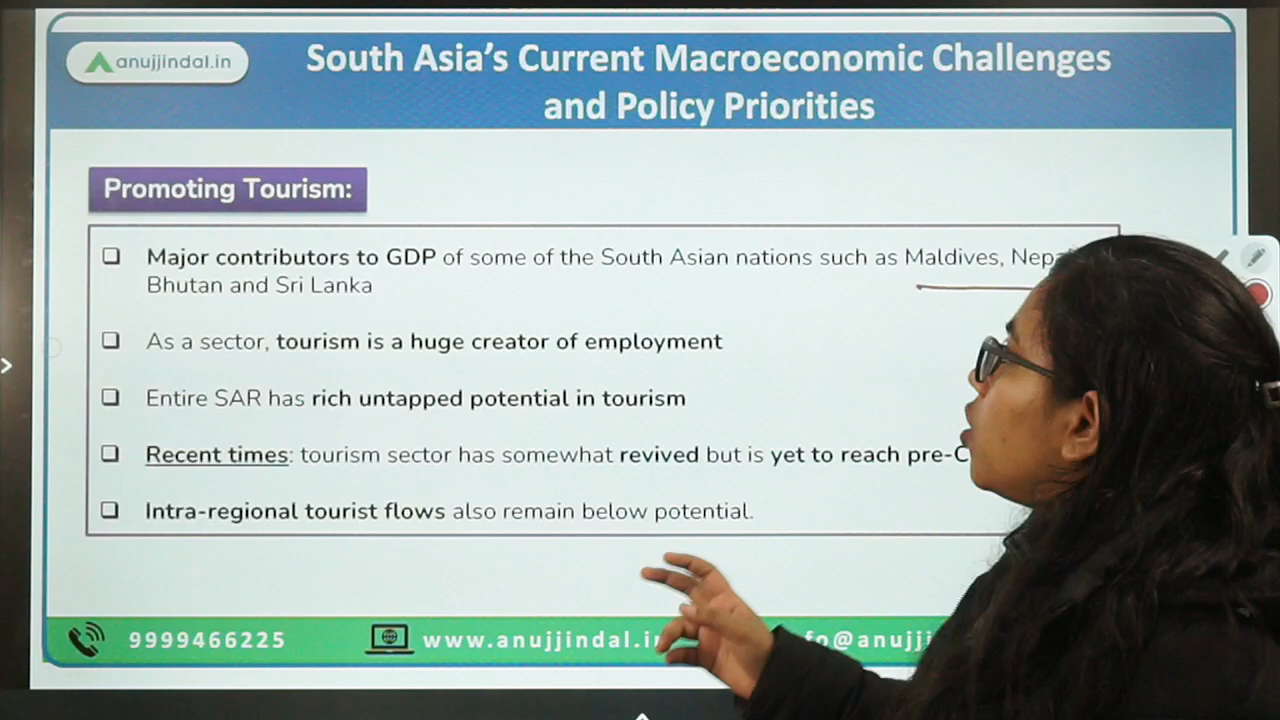 anujjindal.in
South Asia's Current Macroeconomic Challenges
and Policy Priorities
Promoting Tourism:
Major contributors to GDP of some of the South Asian nations such as Maldives,
Bhutan and Sri Lanka
As a sector, tourism is a huge creator of employment
Entire SAR has rich untapped potential in tourism
Recent times: tourism sector has somewhat revived but is yet to reach
Intra-regional tourist flows also remain below potential.
9999466225